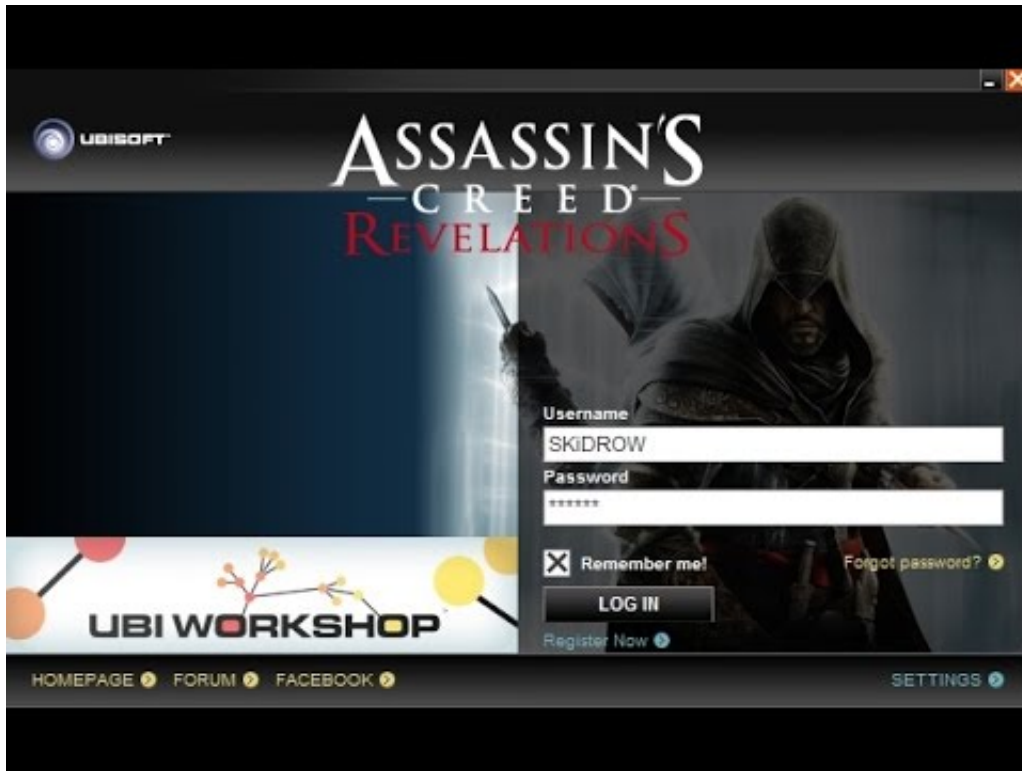 UBISOFT
ASSASSIN'S
CREED
REVELATIONS
Username
SKiDROW
Password
******
Remember me!
Forgot password?
LOG IN
Register Now
UBI WORKSHOP
HOMEPAGE FORUM FACEBOOK
SETTINGS